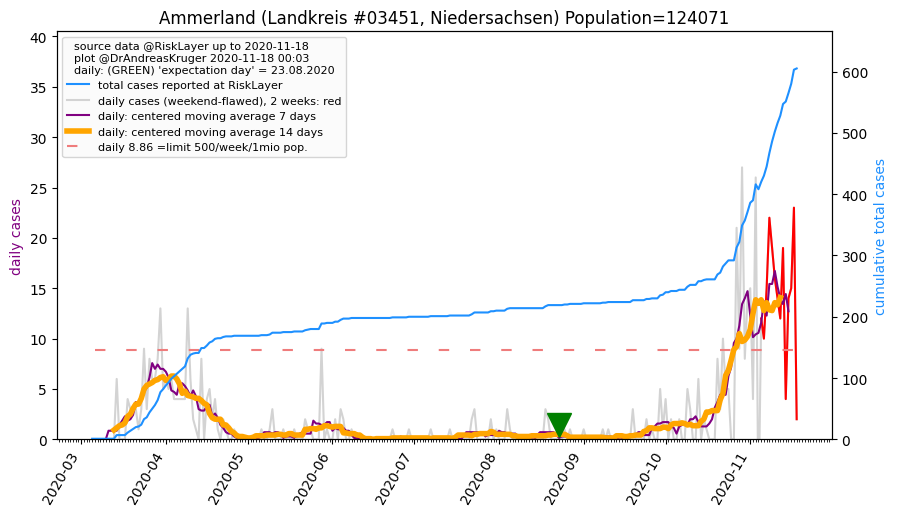 Ammerland (Landkreis #03451, Niedersachsen) Population=124071
source data @RiskLayer up to 2020-11-18
plot @DrAndreasKruger 2020-11-18 00:03
daily: (GREEN) 'expectation day' = 23.08.2020
total cases reported at RiskLayer
daily cases (weekend-flawed), 2 weeks: red
daily: centered moving average 7 days
daily: centered moving average 14 days
daily 8.86 =limit 500/week/1mio pop.
daily cases
40
35
30
25
20
15
10
5
0
cumulative total cases
600
500
400
300
200
100
0
2020-03
2020-04
2020-05
2020-06
2020-07
2020-08
2020-09
2020-10
2020-11